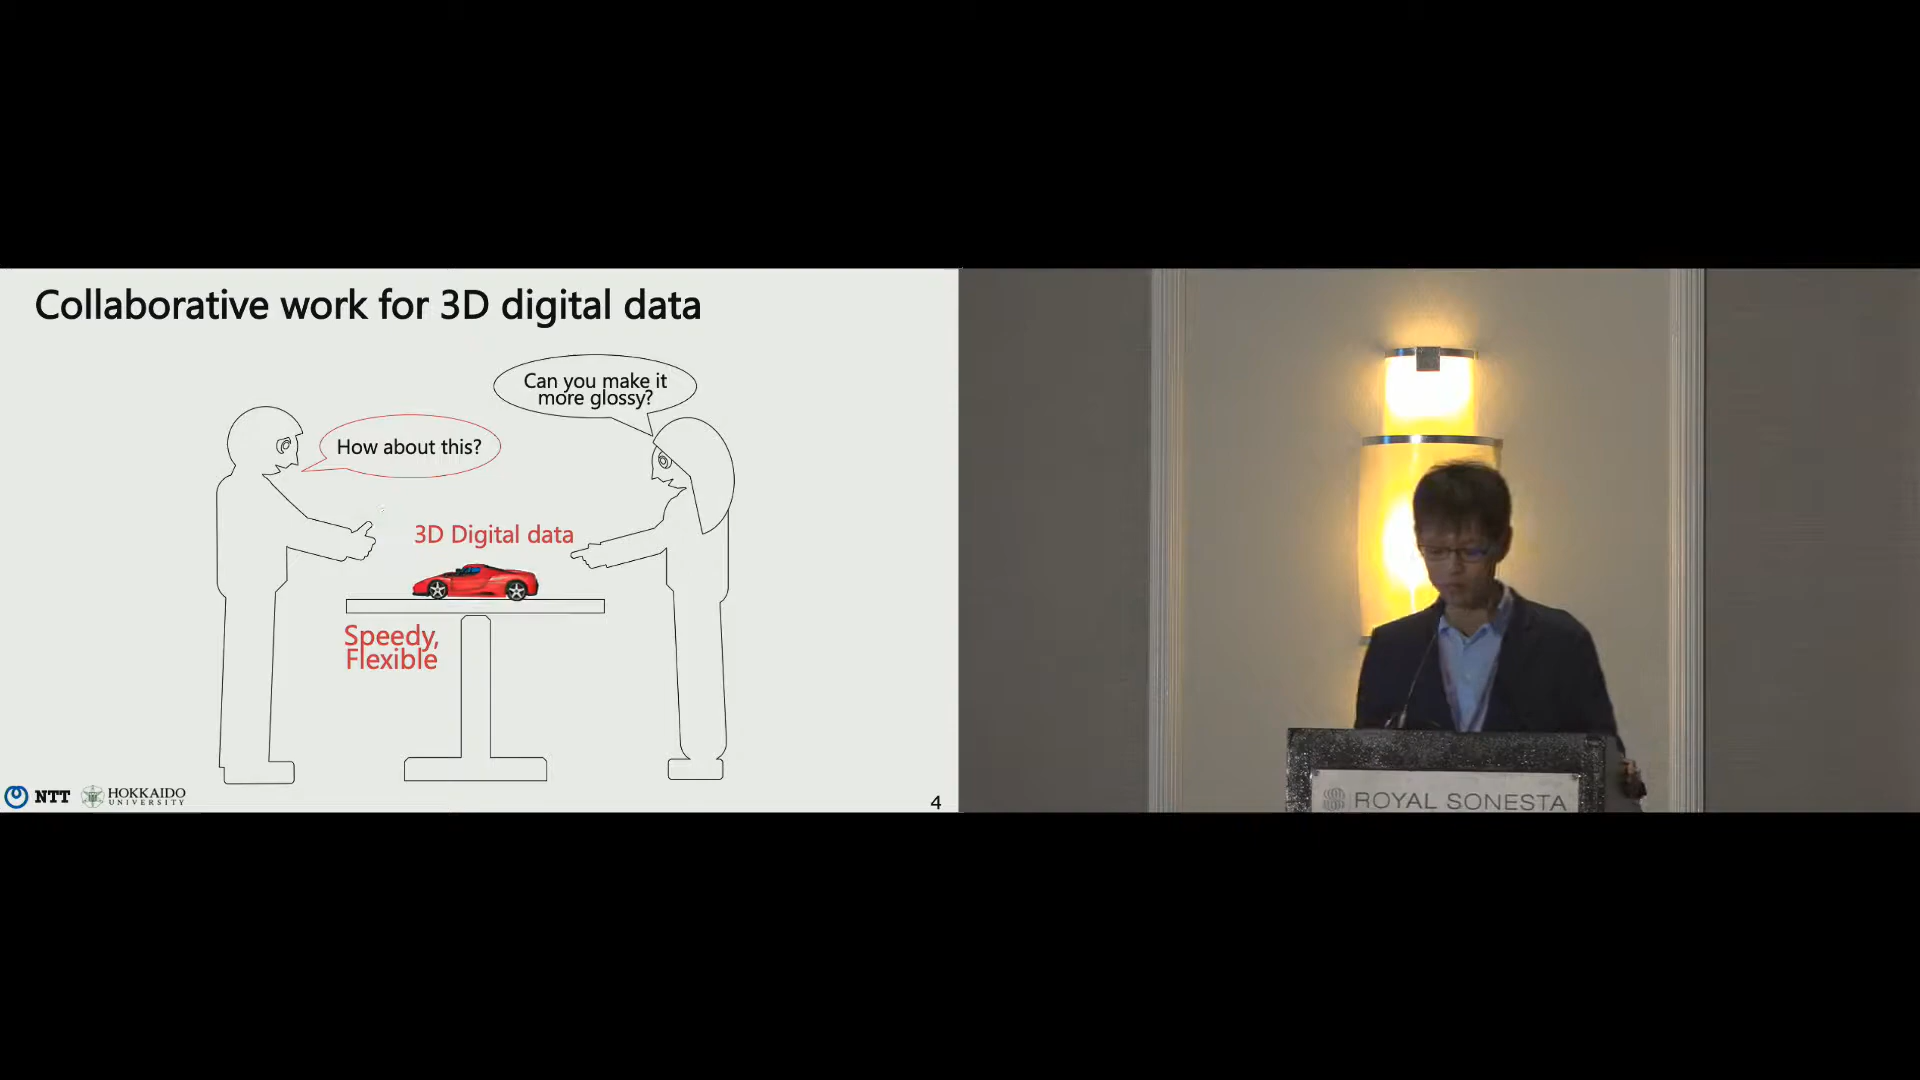 Collaborative work for 3D digital data
Can you make it
more glossy?
How about this?
3D Digital data
Speedy,
Flexible
NTT
HOKKAIDO
UNIVERSITY
4
ROYAL SONESTA